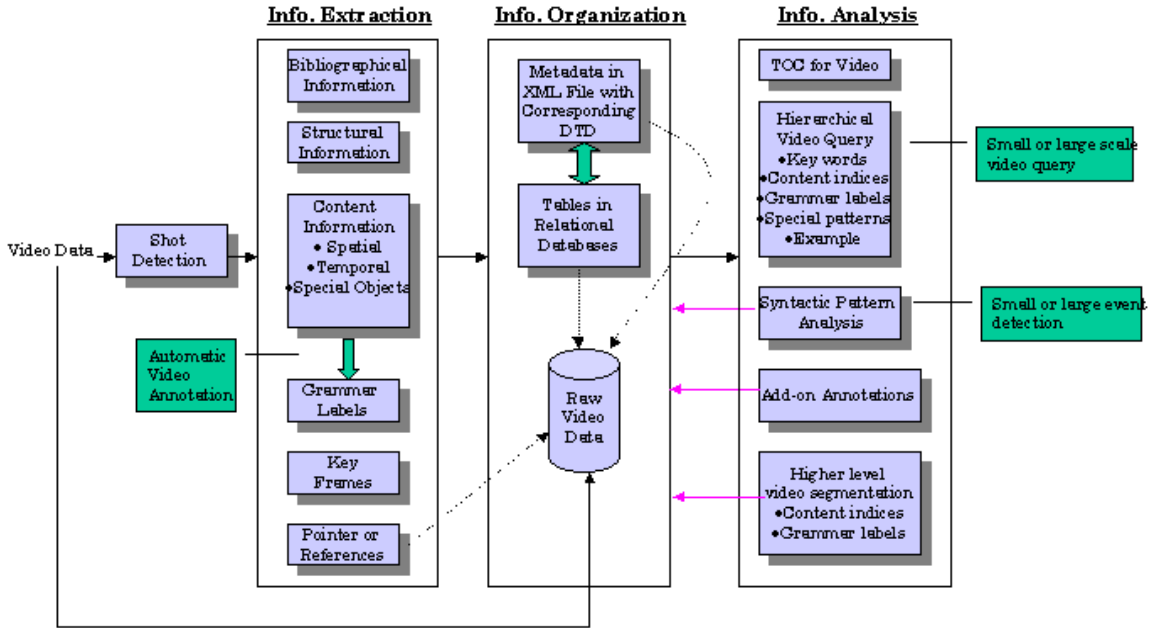 Info. Extraction
Info. Organization
Info. Analysis
Video Data
Shot
Detection
Bibliographical
Information
Structural
Information
Content
Information
•Spatial
•Temporal
•Special Objects
Automatic
Video
Annotation
Grammar
Labels
Key
Frames
Pointer or
References
Metadata in
XML File with
Corresponding
DTD
Tables in
Relational
Databases
Raw
Video
Data
TOC for Video
Hierarchical
Video Query
•Key words
•Content indices
•Grammar labels
•Special patterns
•Example
Small or large scale
video query
Syntactic Pattern
Analysis
Small or large event
detection
Add-on Annotations
Higher level
video segmentation
•Content indices
•Grammar labels